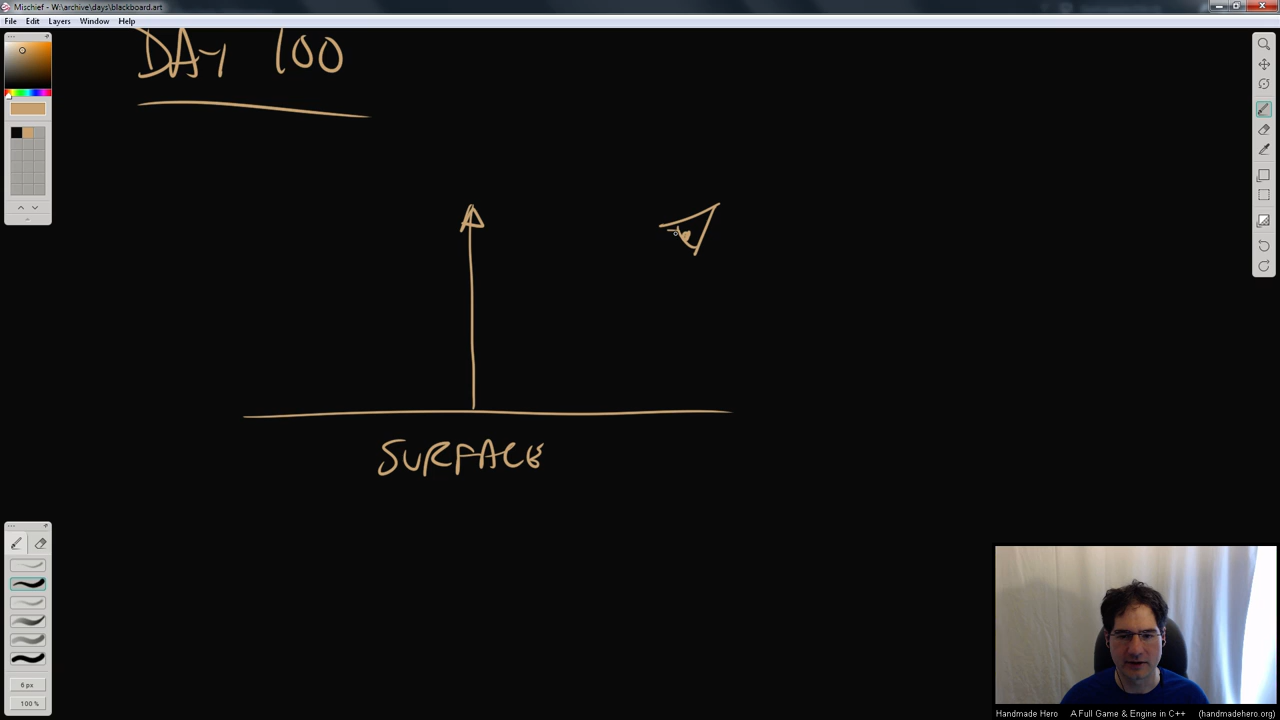 Mischief - W:\archive\days\blackboard.art
File Edit Layers Window Help
DAY 100
SURFACE
6 px
100 %
Handmade Hero A Full Game & Engine in C++ (handmadehero.org)